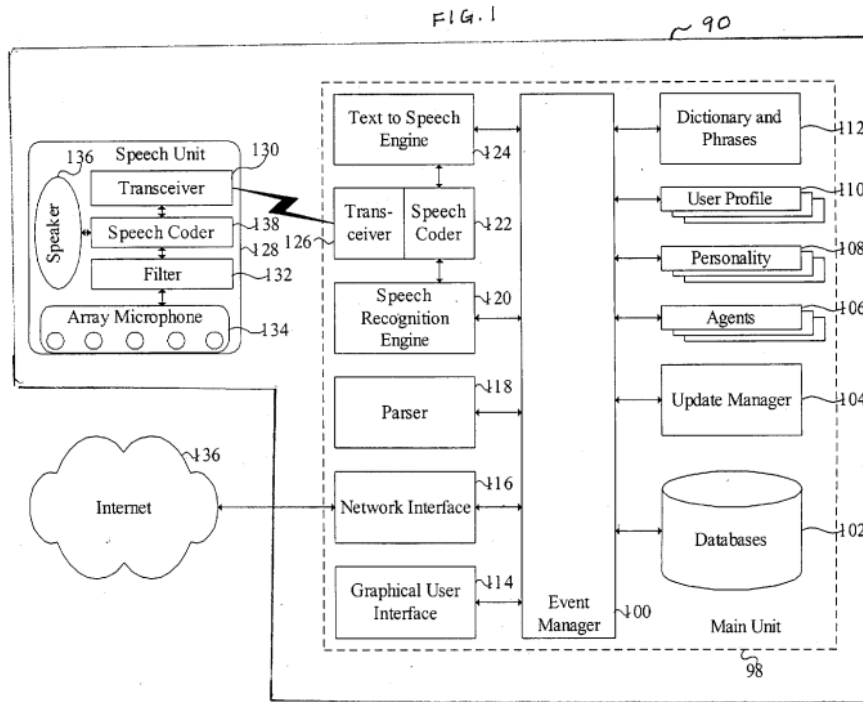 FIG.1
90
136
Speech Unit
130
Transceiver
Speaker
Speech Coder
138
128
Filter
132
Array Microphone
134
Text to Speech
Engine
124
Trans-
ceiver
Speech
Coder
122
126
Speech
Recognition
Engine
120
Parser
118
Internet
136
Network Interface
116
Graphical User
Interface
114
Event
Manager
100
Dictionary and
Phrases
112
User Profile
110
Personality
108
Agents
106
Update Manager
104
Databases
102
Main Unit
98